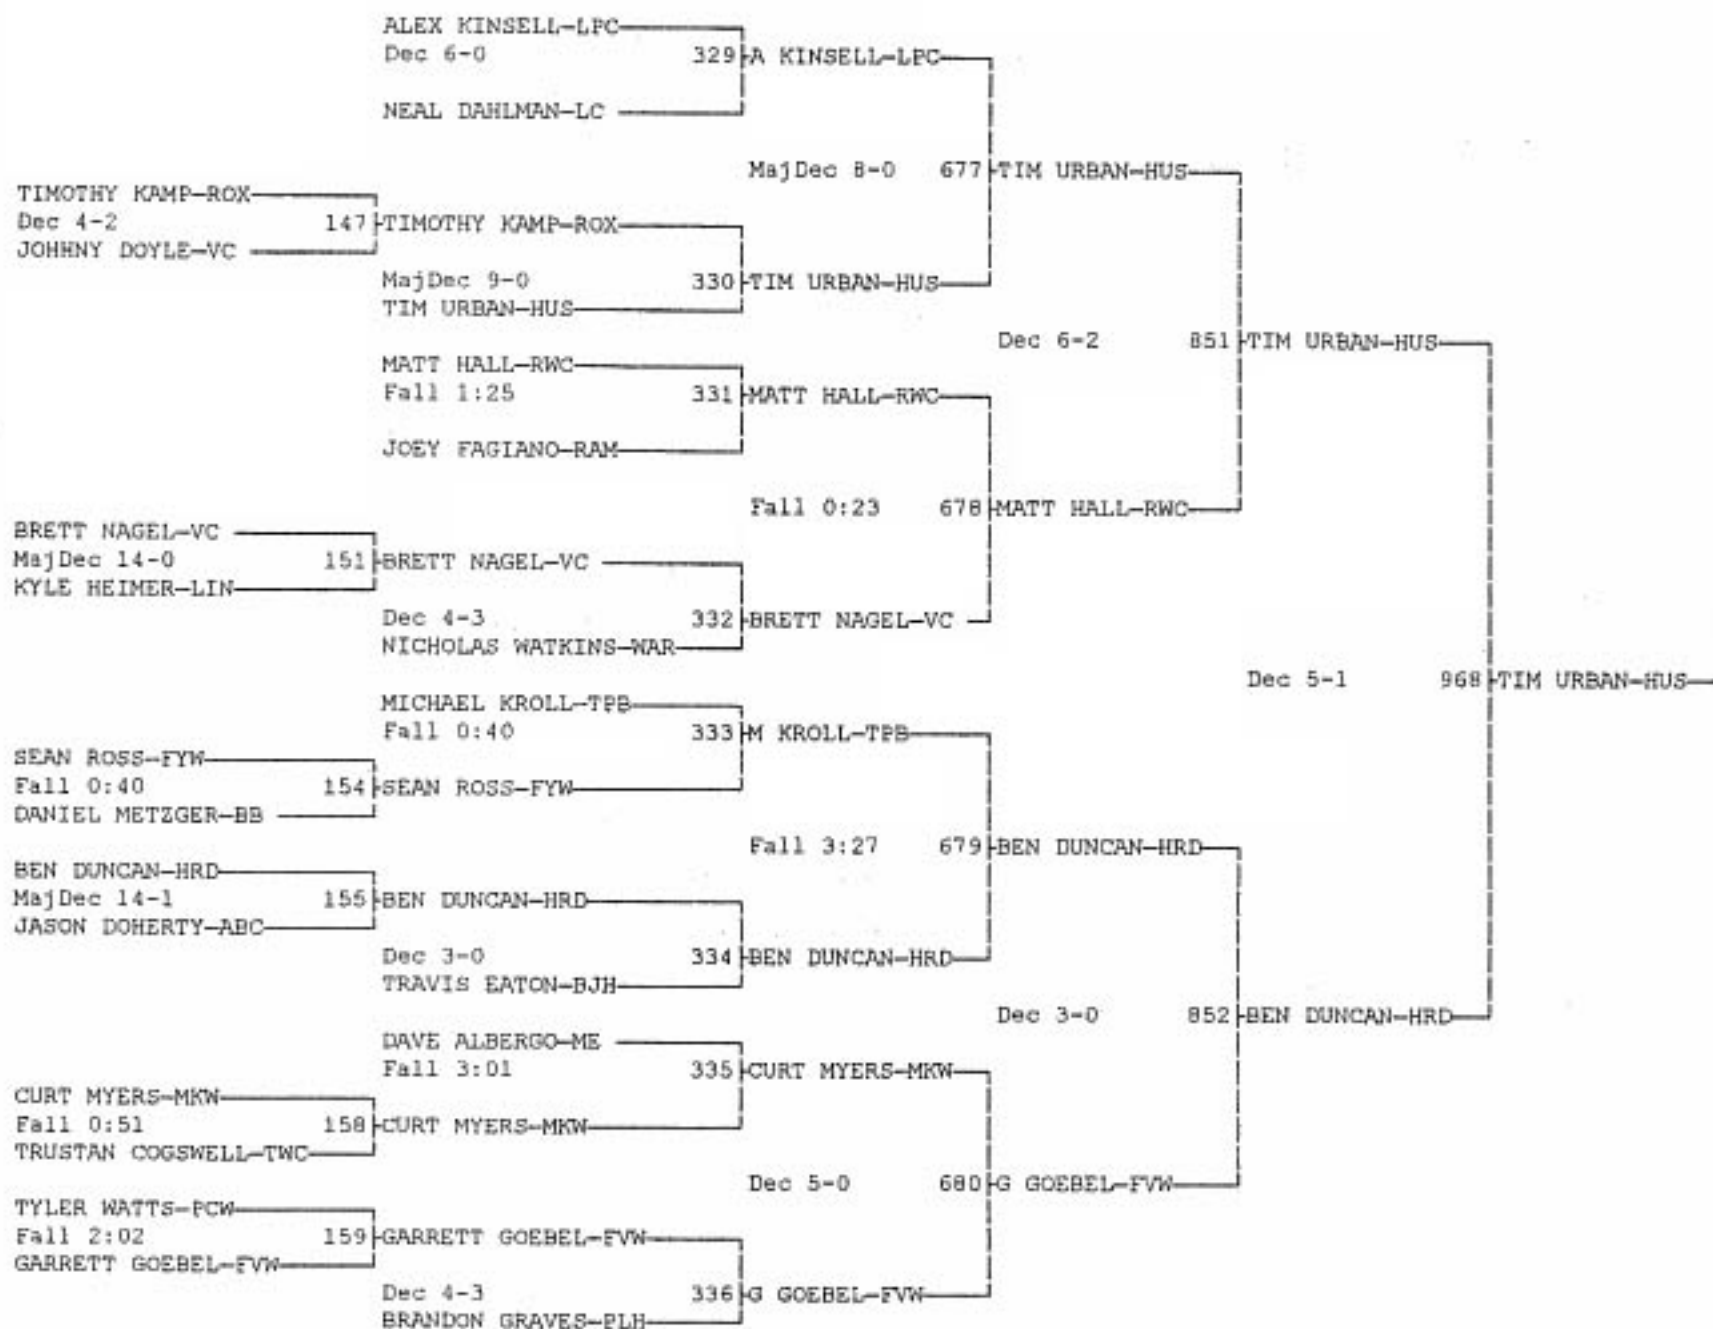 ALEX KINSELL-LPC
Dec 6-0 329 A KINSELL-LPC
NEAL DAHLMAN-LC
MajDec 8-0 677 TIM URBAN-HUS
TIMOTHY KAMP-ROX
Dec 4-2 147 TIMOTHY KAMP-ROX
JOHHNY DOYLE-VC
MajDec 9-0 330 TIM URBAN-HUS
TIM URBAN-HUS
Dec 6-2 851 TIM URBAN-HUS
MATT HALL-RWC
Fall 1:25 331 MATT HALL-RWC
JOEY FAGIANO-RAM
Fall 0:23 678 MATT HALL-RWC
BRETT NAGEL-VC
MajDec 14-0 151 BRETT NAGEL-VC
KYLE HEIMER-LIN
Dec 4-3 332 BRETT NAGEL-VC
NICHOLAS WATKINS-WAR
Dec 5-1 968 TIM URBAN-HUS
MICHAEL KROLL-TPB
Fall 0:40 333 M KROLL-TPB
SEAN ROSS-FYW
Fall 0:40 154 SEAN ROSS-FYW
DANIEL METZGER-BB
Fall 3:27 679 BEN DUNCAN-HRD
BEN DUNCAN-HRD
MajDec 14-1 155 BEN DUNCAN-HRD
JASON DOHERTY-ABC
Dec 3-0 334 BEN DUNCAN-HRD
TRAVIS EATON-BJH
Dec 3-0 852 BEN DUNCAN-HRD
DAVE ALBERGO-ME
Fall 3:01 335 CURT MYERS-MKW
CURT MYERS-MKW
Fall 0:51 158 CURT MYERS-MKW
TRUSTAN COGSWELL-TWC
Dec 5-0 680 G GOEBEL-FVW
TYLER WATTS-PCW
Fall 2:02 159 GARRETT GOEBEL-FVW
GARRETT GOEBEL-FVW
Dec 4-3 336 G GOEBEL-FVW
BRANDON GRAVES-PLH